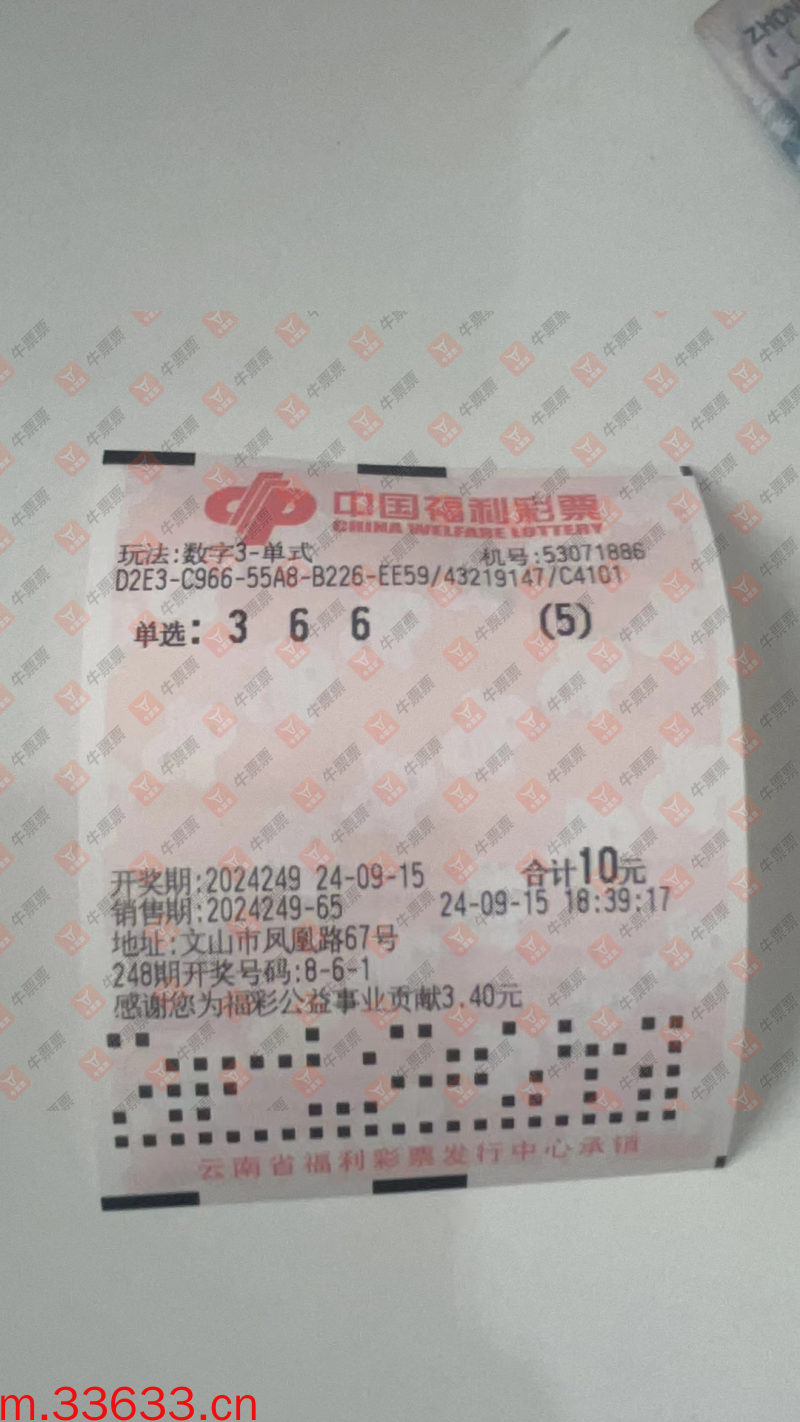 ZHON
中国福利彩票
CHINA WELFARE LOTTERY
玩法:数字3-单式 机号:53071886
D2E3-C966-55A8-B226-EE59/43219147/C4101
单选: 3 6 6 (5)
开奖期:2024249 24-09-15 合计10元
销售期:2024249-65 24-09-15 18:39:17
地址:文山市凤凰路67号
248期开奖号码:8-6-1
感谢您为福彩公益事业贡献3.40元
云南省福利彩票发行中心承销
牛票票
m.33633.cn